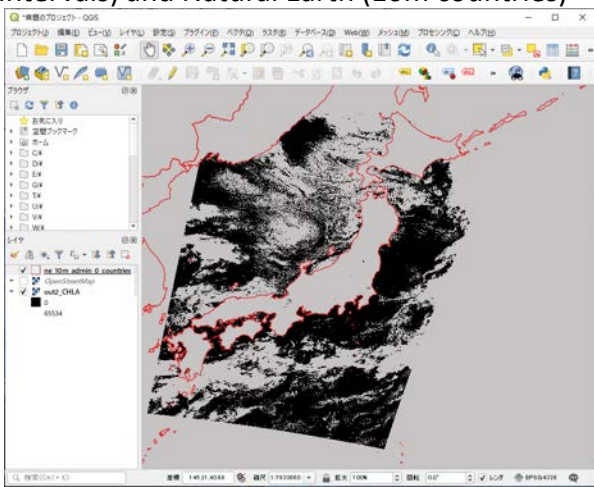 intervals) and Natural Earth (10m countries)
*無題のプロジェクト - QGIS
プロジェクト(J) 編集(E) ビュー(V) レイヤ(L) 設定(S) プラグイン(P) ベクタ(O) ラスタ(R) データベース(D) Web(W) メッシュ(M) プロセシング(C) ヘルプ(H)
ブラウザ
お気に入り
空間ブックマーク
ホーム
C:¥
D:¥
E:¥
G:¥
T:¥
U:¥
V:¥
W:¥
レイヤ
ne_10m_admin_0_countries
OpenStreetMap
out2_CHLA
0
65534
検索(Ctrl+K)
座標
縮尺
拡大 100%
回転 0.0°
レンダ
EPSG:4326